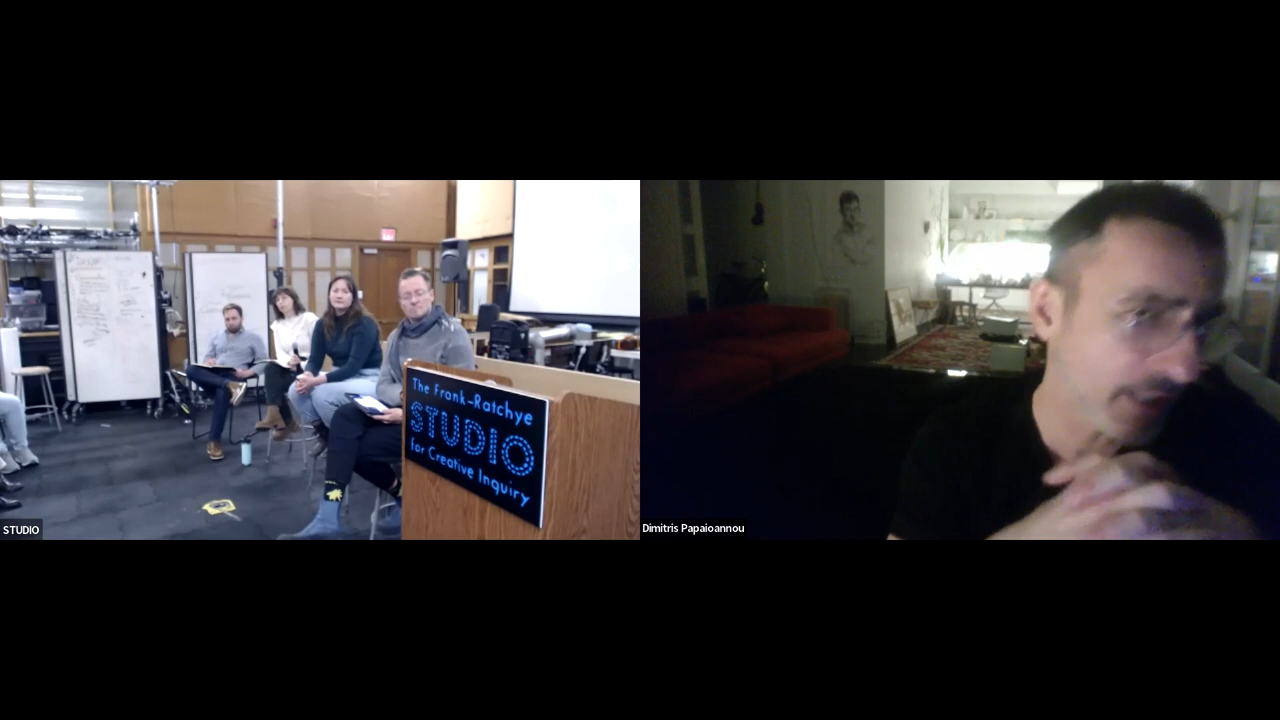 The Frank-Ratchye
STUDIO
for Creative Inquiry
STUDIO
Dimitris Papaioannou